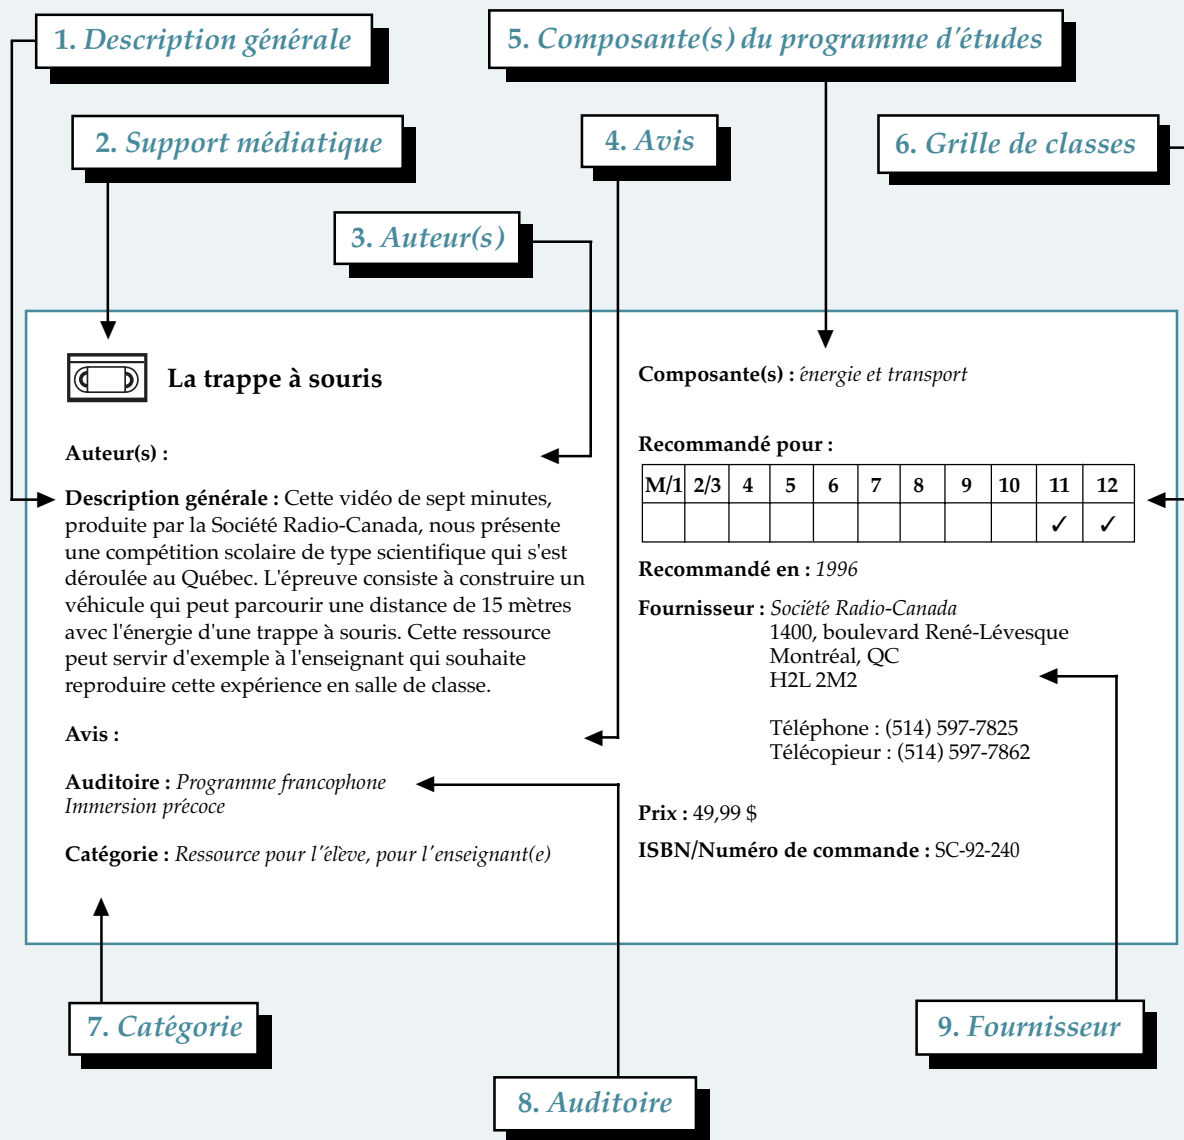 1. Description générale
5. Composante(s) du programme d'études
2. Support médiatique
4. Avis
6. Grille de classes
3. Auteur(s)
La trappe à souris
Auteur(s) :
Description générale : Cette vidéo de sept minutes,
produite par la Société Radio-Canada, nous présente
une compétition scolaire de type scientifique qui s'est
déroulée au Québec. L'épreuve consiste à construire un
véhicule qui peut parcourir une distance de 15 mètres
avec l'énergie d'une trappe à souris. Cette ressource
peut servir d'exemple à l'enseignant qui souhaite
reproduire cette expérience en salle de classe.
Avis :
Auditoire : Programme francophone
Immersion précoce
Catégorie : Ressource pour l'élève, pour l'enseignant(e)
Composante(s) : énergie et transport
Recommandé pour :
M/1 2/3 4 5 6 7 8 9 10 11 12
✓ ✓
Recommandé en : 1996
Fournisseur : Société Radio-Canada
1400, boulevard René-Lévesque
Montréal, QC
H2L 2M2
Téléphone : (514) 597-7825
Télécopieur : (514) 597-7862
Prix : 49,99 $
ISBN/Numéro de commande : SC-92-240
7. Catégorie
9. Fournisseur
8. Auditoire